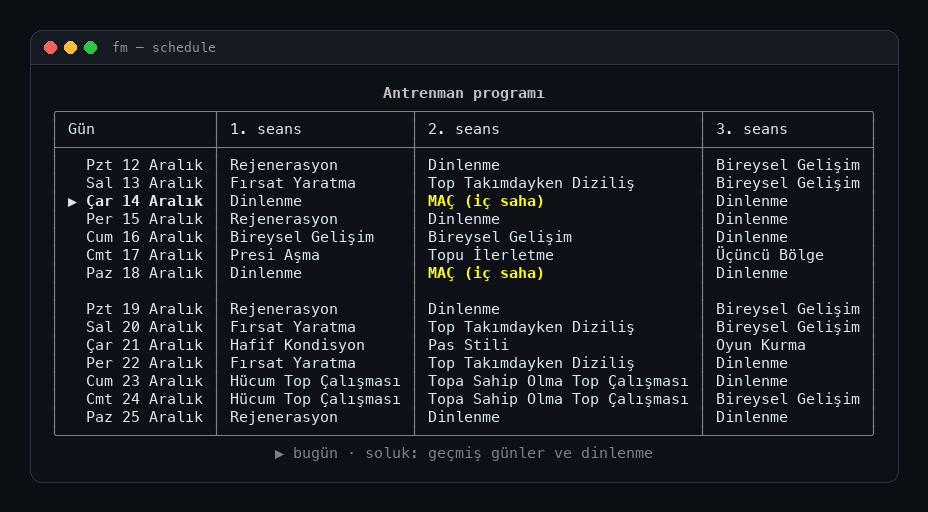 fm — schedule
Antrenman programı
Gün 1. seans 2. seans 3. seans
Pzt 12 Aralık Rejenerasyon Dinlenme Bireysel Gelişim
Sal 13 Aralık Fırsat Yaratma Top Takımdayken Diziliş Bireysel Gelişim
▶ Çar 14 Aralık Dinlenme MAÇ (iç saha) Dinlenme
Per 15 Aralık Rejenerasyon Dinlenme Dinlenme
Cum 16 Aralık Bireysel Gelişim Bireysel Gelişim Dinlenme
Cmt 17 Aralık Presi Aşma Topu İlerletme Üçüncü Bölge
Paz 18 Aralık Dinlenme MAÇ (iç saha) Dinlenme
Pzt 19 Aralık Rejenerasyon Dinlenme Bireysel Gelişim
Sal 20 Aralık Fırsat Yaratma Top Takımdayken Diziliş Bireysel Gelişim
Çar 21 Aralık Hafif Kondisyon Pas Stili Oyun Kurma
Per 22 Aralık Fırsat Yaratma Top Takımdayken Diziliş Dinlenme
Cum 23 Aralık Hücum Top Çalışması Topa Sahip Olma Top Çalışması Dinlenme
Cmt 24 Aralık Hücum Top Çalışması Topa Sahip Olma Top Çalışması Bireysel Gelişim
Paz 25 Aralık Rejenerasyon Dinlenme Dinlenme
▶ bugün · soluk: geçmiş günler ve dinlenme